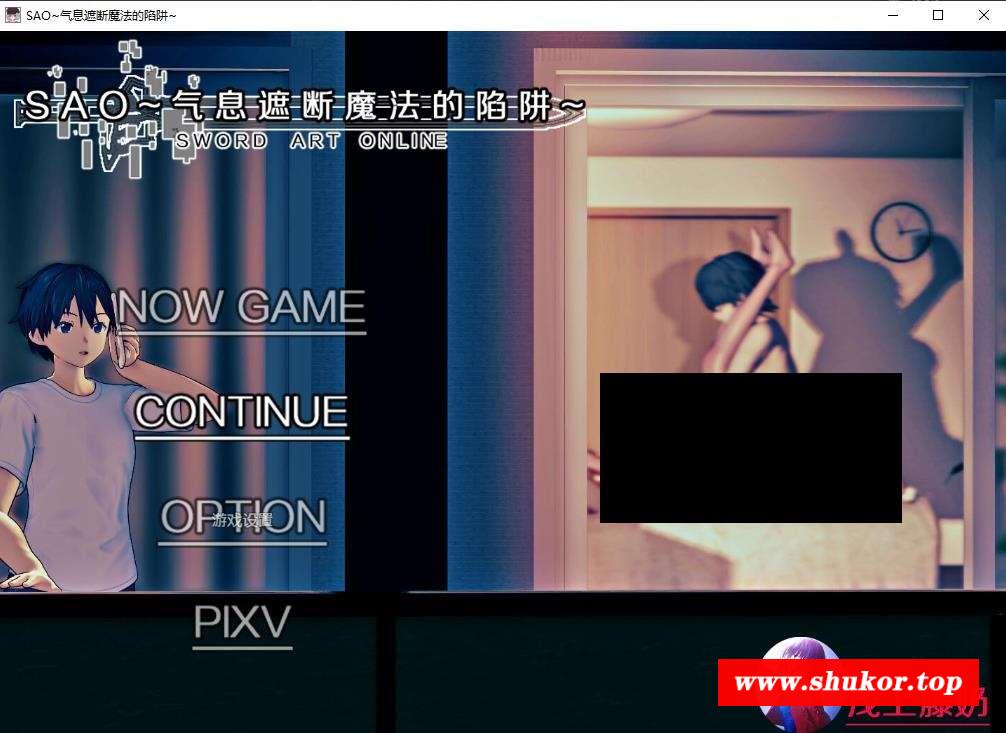 SAO~气息遮断魔法的陷阱~
SAO~气息遮断魔法的陷阱~
SWORD ART ONLINE
NOW GAME
CONTINUE
OPTION
游戏设置
PIXV
www.shukor.top